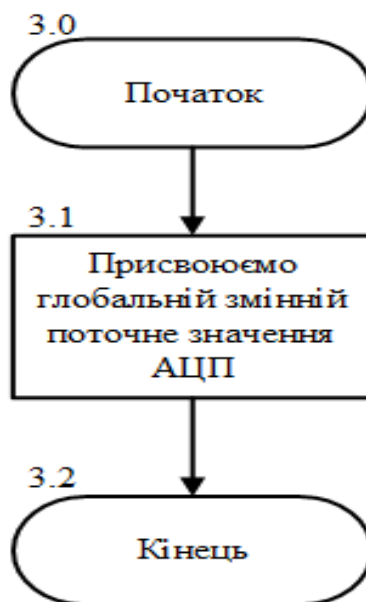 3.0
Початок
3.1
Присвоюємо
глобальній змінній
поточне значення
АЦП
3.2
Кінець